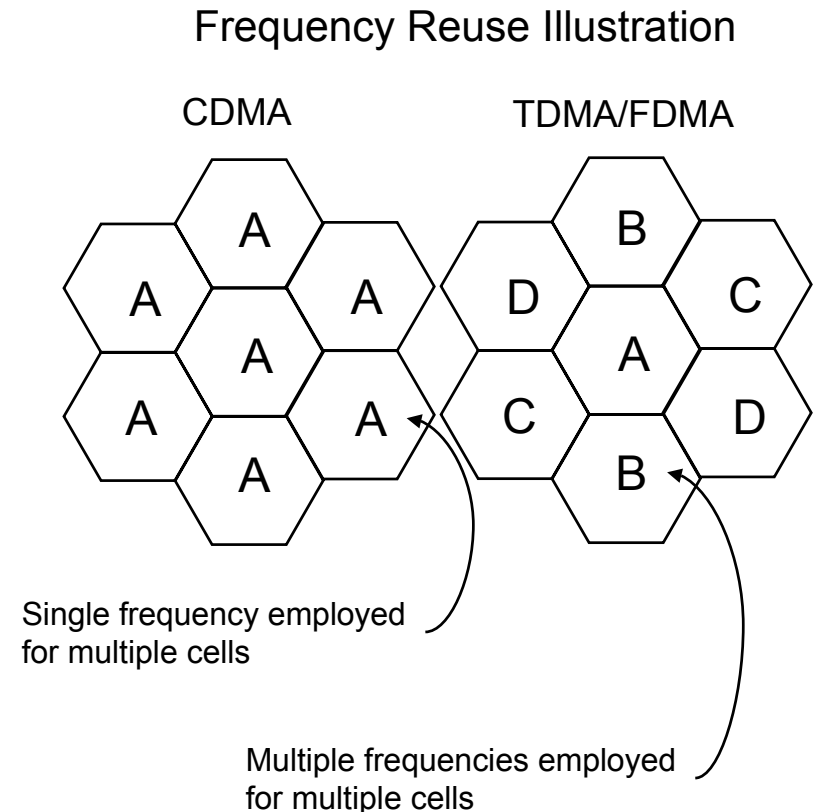 Frequency Reuse Illustration
CDMA
TDMA/FDMA
A
A
A
A
A
A
A
B
D
C
A
C
D
B
Single frequency employed
for multiple cells
Multiple frequencies employed
for multiple cells